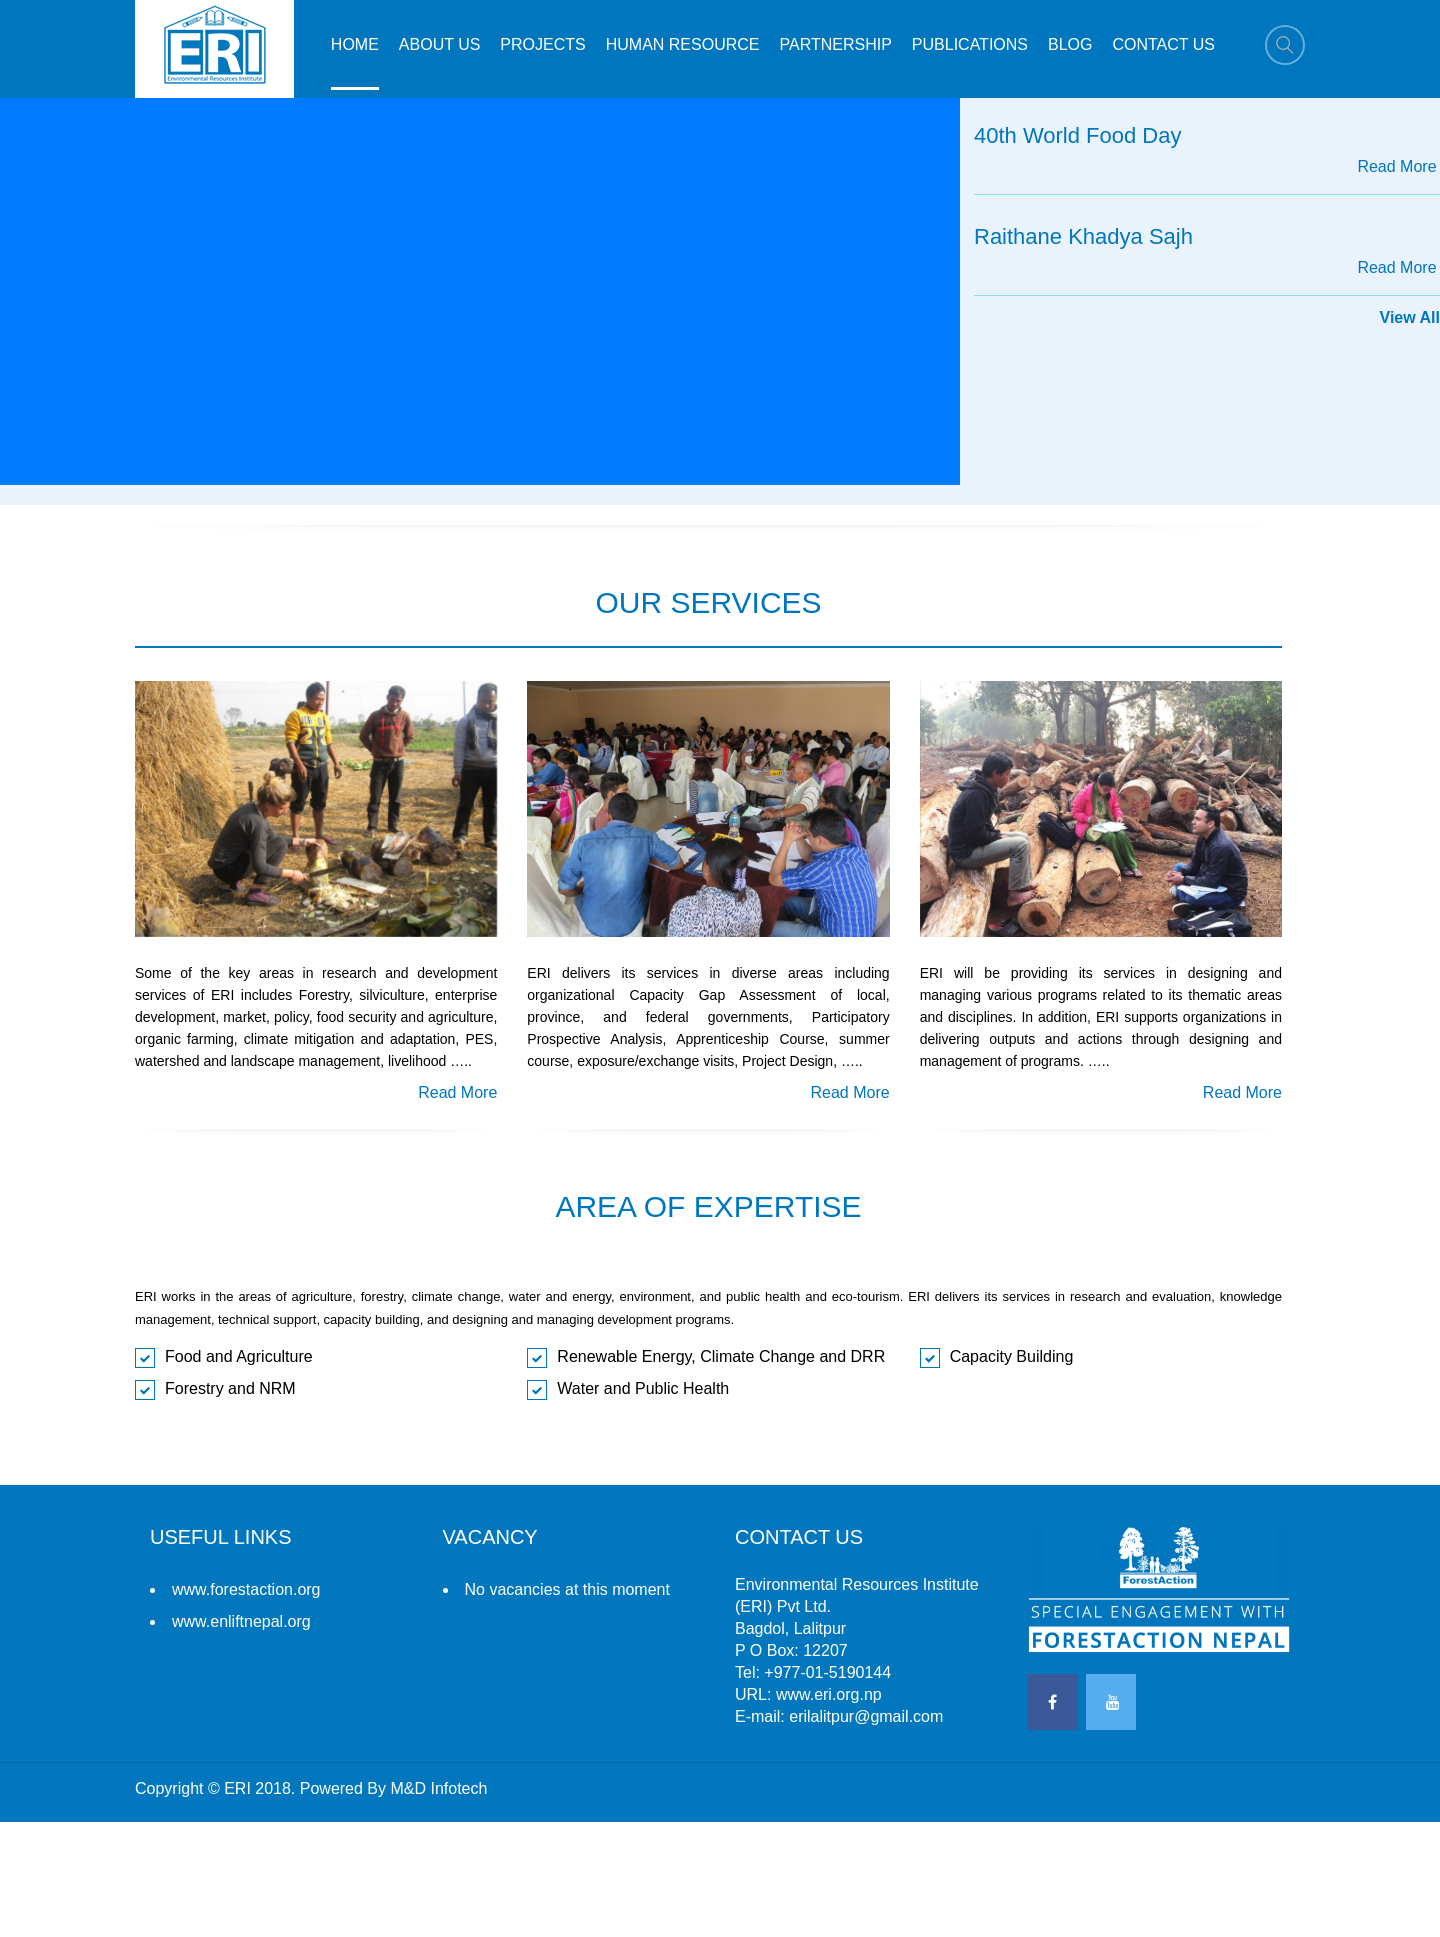 ERI
Environmental Resources Institute
HOME ABOUT US PROJECTS HUMAN RESOURCE PARTNERSHIP PUBLICATIONS BLOG CONTACT US
40th World Food Day
Read More
Raithane Khadya Sajh
Read More
View All
OUR SERVICES
Some of the key areas in research and development
services of ERI includes Forestry, silviculture, enterprise
development, market, policy, food security and agriculture,
organic farming, climate mitigation and adaptation, PES,
watershed and landscape management, livelihood …..
Read More
ERI delivers its services in diverse areas including
organizational Capacity Gap Assessment of local,
province, and federal governments, Participatory
Prospective Analysis, Apprenticeship Course, summer
course, exposure/exchange visits, Project Design, …..
Read More
ERI will be providing its services in designing and
managing various programs related to its thematic areas
and disciplines. In addition, ERI supports organizations in
delivering outputs and actions through designing and
management of programs. …..
Read More
AREA OF EXPERTISE
ERI works in the areas of agriculture, forestry, climate change, water and energy, environment, and public health and eco-tourism. ERI delivers its services in research and evaluation, knowledge
management, technical support, capacity building, and designing and managing development programs.
Food and Agriculture
Renewable Energy, Climate Change and DRR
Capacity Building
Forestry and NRM
Water and Public Health
USEFUL LINKS
www.forestaction.org
www.enliftnepal.org
VACANCY
No vacancies at this moment
CONTACT US
Environmental Resources Institute
(ERI) Pvt Ltd.
Bagdol, Lalitpur
P O Box: 12207
Tel: +977-01-5190144
URL: www.eri.org.np
E-mail: erilalitpur@gmail.com
ForestAction
SPECIAL ENGAGEMENT WITH
FORESTACTION NEPAL
You
Tube
Copyright © ERI 2018. Powered By M&D Infotech